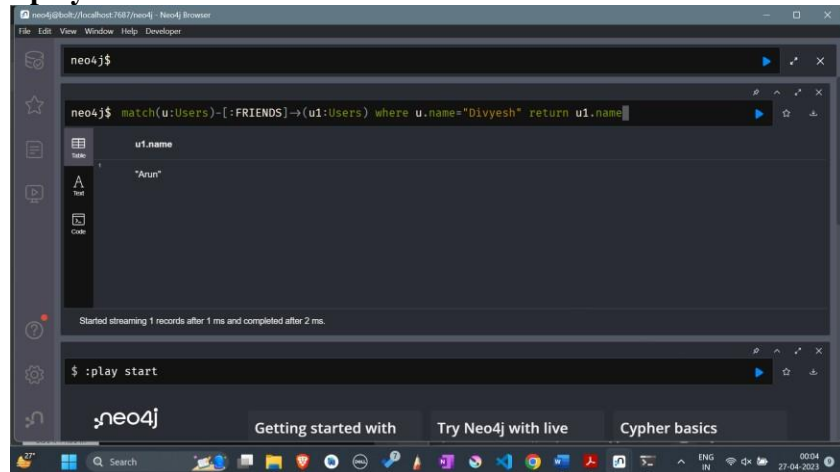 neo4j@bolt://localhost:7687/neo4j - Neo4j Browser
File Edit View Window Help Developer
neo4j$
neo4j$ match(u:Users)-[:FRIENDS]→(u1:Users) where u.name="Divyesh" return u1.name
Table
u1.name
"Arun"
A
Text
Code
Started streaming 1 records after 1 ms and completed after 2 ms.
$ :play start
neo4j
Getting started with
Try Neo4j with live
Cypher basics
27°
Search
ENG
IN
00:04
27-04-2023